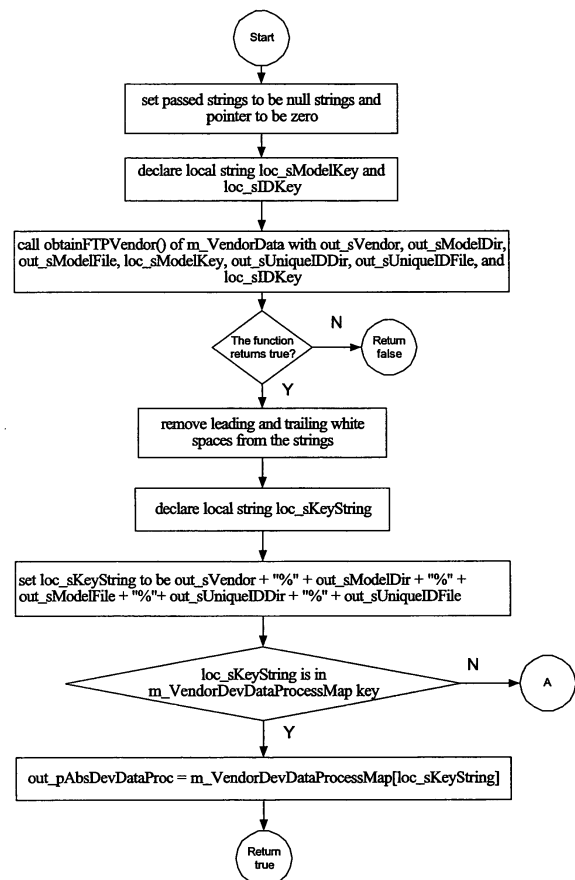 Start
set passed strings to be null strings and
pointer to be zero
declare local string loc_sModelKey and
loc_sIDKey
call obtainFTPVendor() of m_VendorData with out_sVendor, out_sModelDir,
out_sModelFile, loc_sModelKey, out_sUniqueIDDir, out_sUniqueIDFile, and
loc_sIDKey
The function
returns true?
N
Return
false
Y
remove leading and trailing white
spaces from the strings
declare local string loc_sKeyString
set loc_sKeyString to be out_sVendor + "%" + out_sModelDir + "%" +
out_sModelFile + "%"+ out_sUniqueIDDir + "%" + out_sUniqueIDFile
loc_sKeyString is in
m_VendorDevDataProcessMap key
N
A
Y
out_pAbsDevDataProc = m_VendorDevDataProcessMap[loc_sKeyString]
Return
true